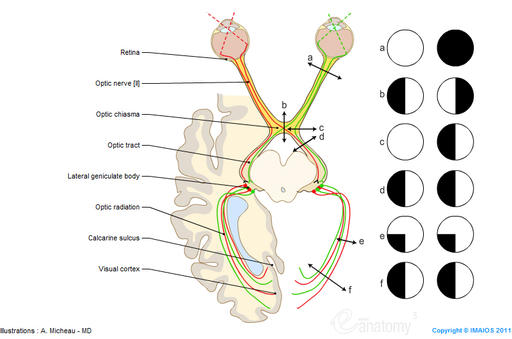 Retina
Optic nerve [II]
Optic chiasma
Optic tract
Lateral geniculate body
Optic radiation
Calcarine sulcus
Visual cortex
a
b
c
d
e
f
a
b
c
d
e
f
Illustrations : A. Micheau - MD
e anatomy
Copyright © IMAIOS 2011